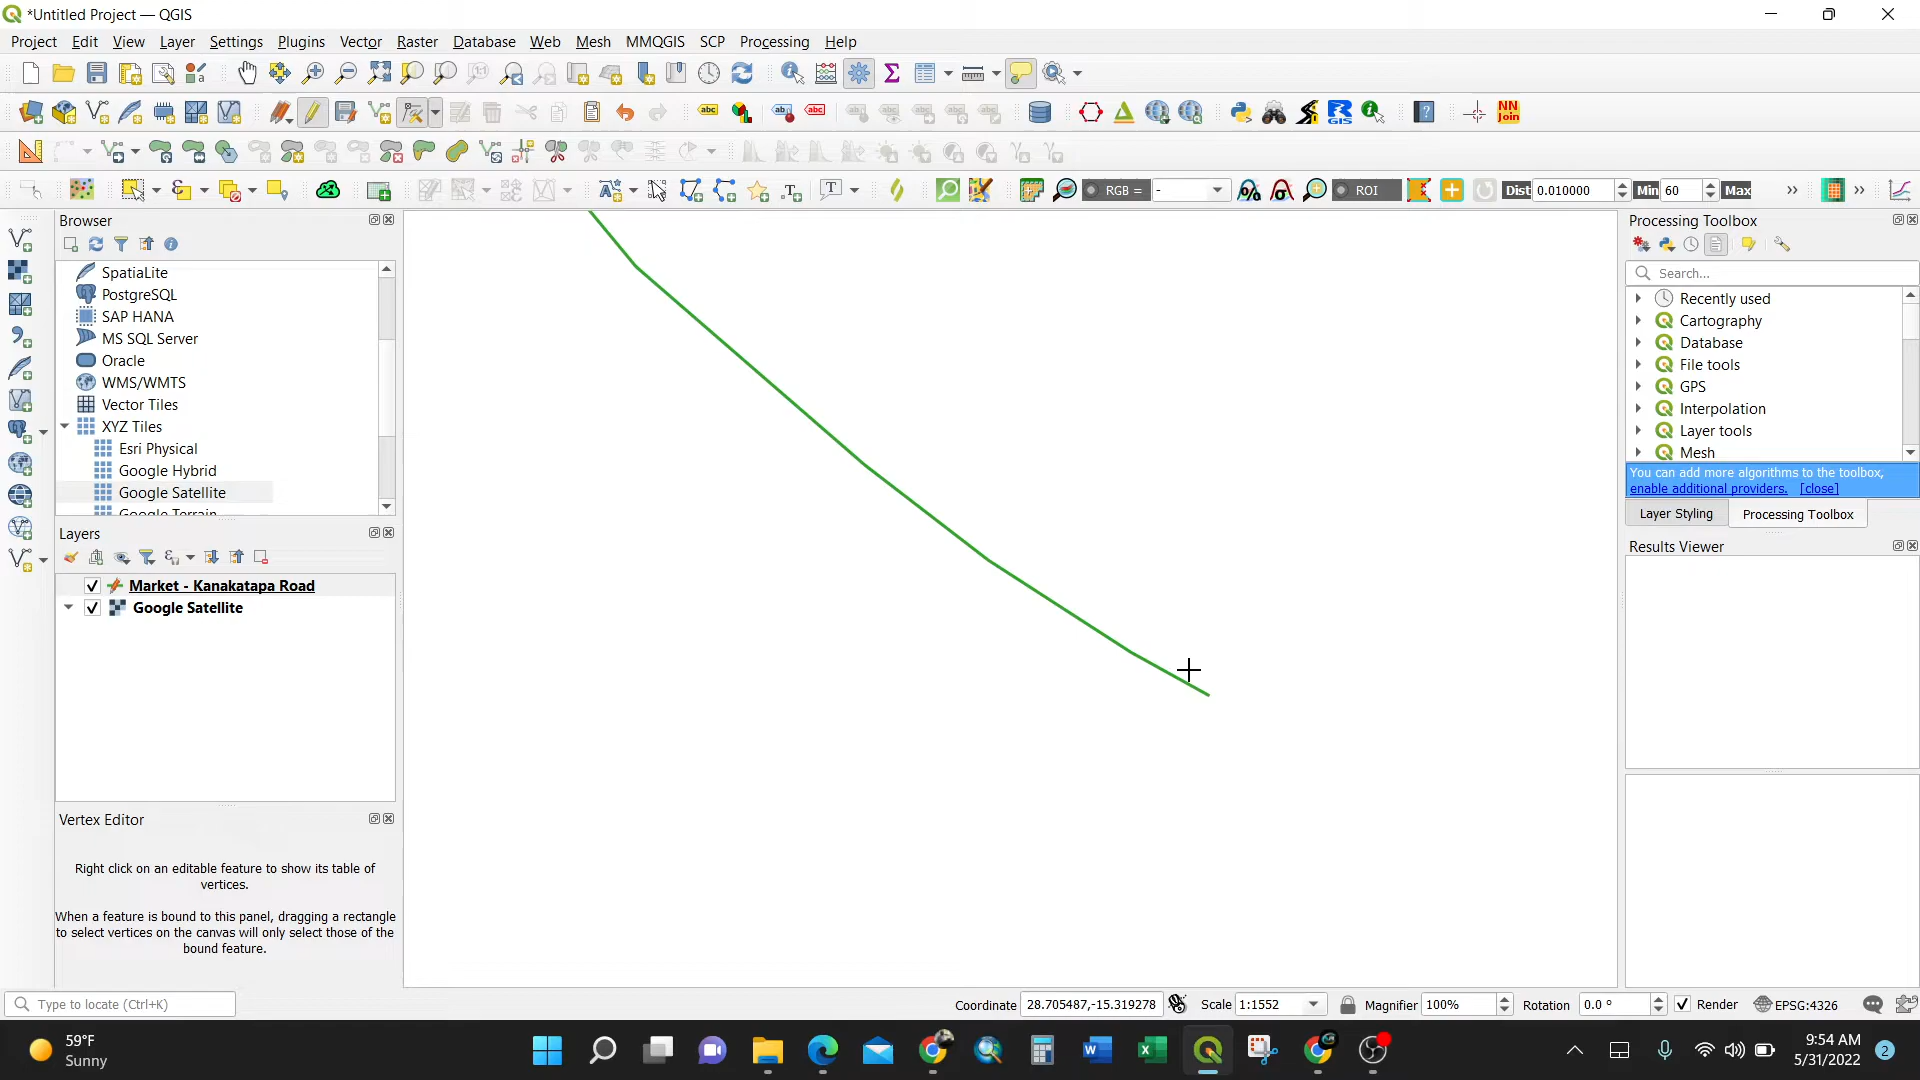 *Untitled Project — QGIS
Project Edit View Layer Settings Plugins Vector Raster Database Web Mesh MMQGIS SCP Processing Help
abc abc abc NN Join
RGB = - ROI Dist 0.010000 Min 60 Max » »
Browser
SpatiaLite
PostgreSQL
SAP HANA
MS SQL Server
Oracle
WMS/WMTS
Vector Tiles
XYZ Tiles
Esri Physical
Google Hybrid
Google Satellite
Google Terrain
Layers
Market - Kanakatapa Road
Google Satellite
Vertex Editor
Right click on an editable feature to show its table of
vertices.
When a feature is bound to this panel, dragging a rectangle
to select vertices on the canvas will only select those of the
bound feature.
Processing Toolbox
Search...
Recently used
Cartography
Database
File tools
GPS
Interpolation
Layer tools
Mesh
You can add more algorithms to the toolbox,
enable additional providers. [close]
Layer Styling Processing Toolbox
Results Viewer
Type to locate (Ctrl+K) Coordinate 28.705487,-15.319278 Scale 1:1552 Magnifier 100% Rotation 0.0 ° Render EPSG:4326
59°F
Sunny
9:54 AM
5/31/2022
2